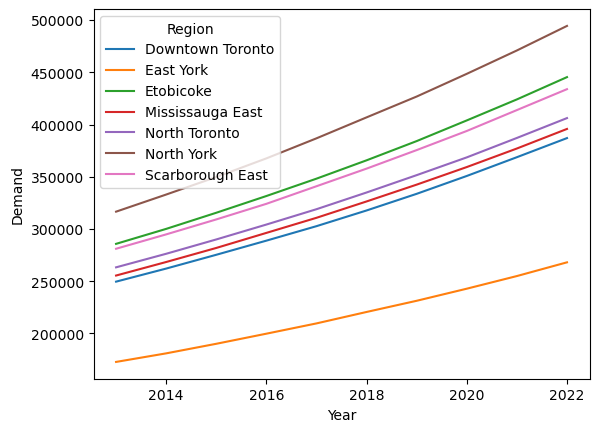 500000
450000
400000
350000
300000
250000
200000
Demand
Region
Downtown Toronto
East York
Etobicoke
Mississauga East
North Toronto
North York
Scarborough East
2014
2016
2018
2020
2022
Year